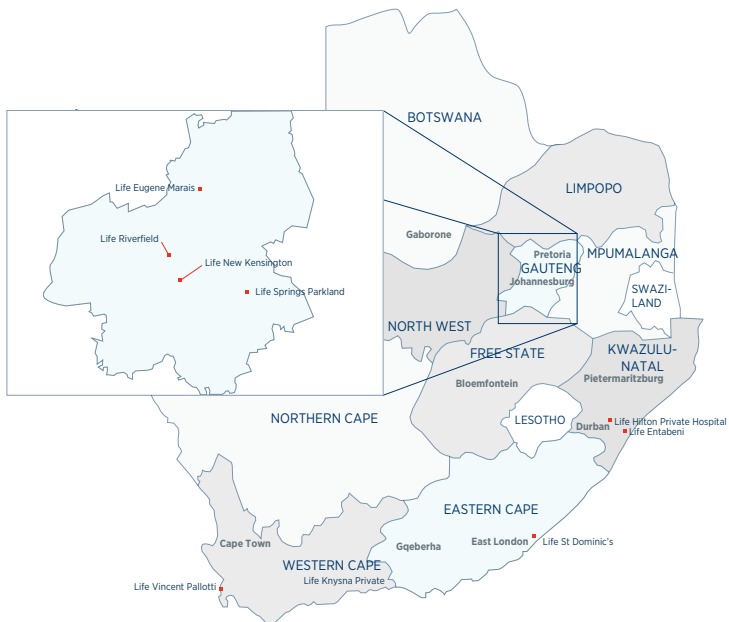 BOTSWANA
LIMPOPO
Life Eugene Marais
Gaborone
Life Riverfield
Pretoria
MPUMALANGA
Life New Kensington
GAUTENG
Johannesburg
Life Springs Parkland
SWAZI-
LAND
NORTH WEST
FREE STATE
KWAZULU-
NATAL
Pietermaritzburg
Bloemfontein
NORTHERN CAPE
LESOTHO
Durban
Life Hilton Private Hospital
Life Entabeni
EASTERN CAPE
Cape Town
Gqeberha
East London
Life St Dominic's
WESTERN CAPE
Life Knysna Private
Life Vincent Pallotti